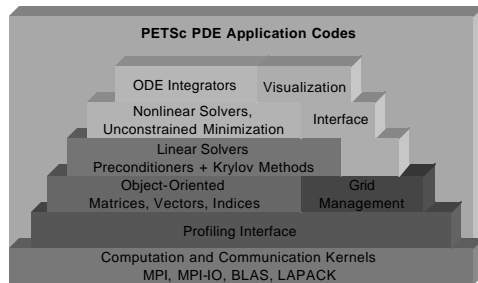 PETSc PDE Application Codes
ODE Integrators
Visualization
Nonlinear Solvers,
Unconstrained Minimization
Interface
Linear Solvers
Preconditioners + Krylov Methods
Object-Oriented
Matrices, Vectors, Indices
Grid
Management
Profiling Interface
Computation and Communication Kernels
MPI, MPI-IO, BLAS, LAPACK